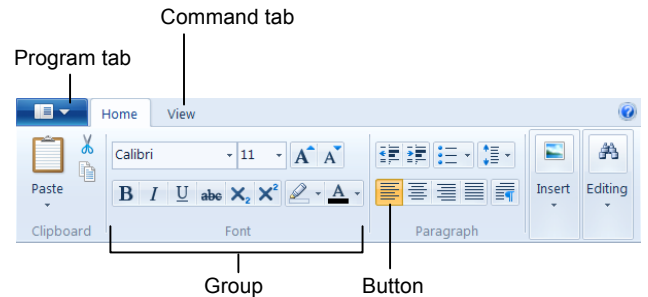 Command tab
Program tab
Home View
Calibri 11 A A
Paste B I U abc X₂ X² A Insert Editing
Clipboard Font Paragraph
Group Button